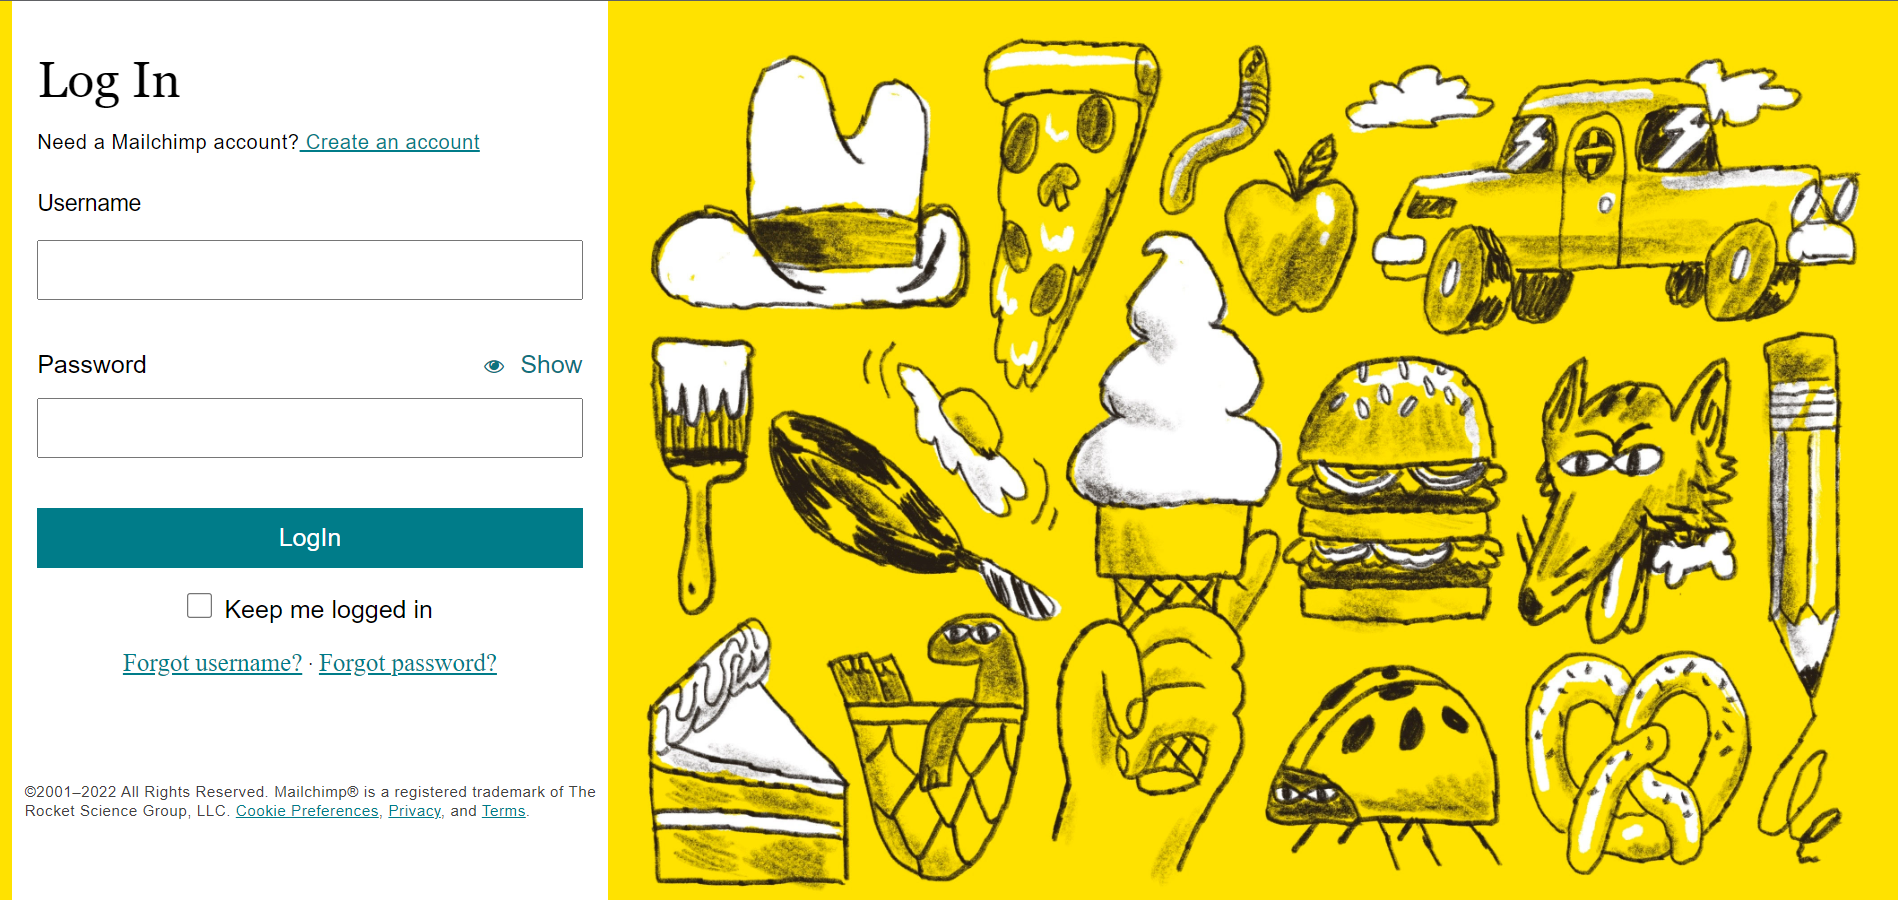 Log In
Need a Mailchimp account? Create an account
Username
Password
Show
LogIn
Keep me logged in
Forgot username? · Forgot password?
©2001–2022 All Rights Reserved. Mailchimp® is a registered trademark of The
Rocket Science Group, LLC. Cookie Preferences, Privacy, and Terms.